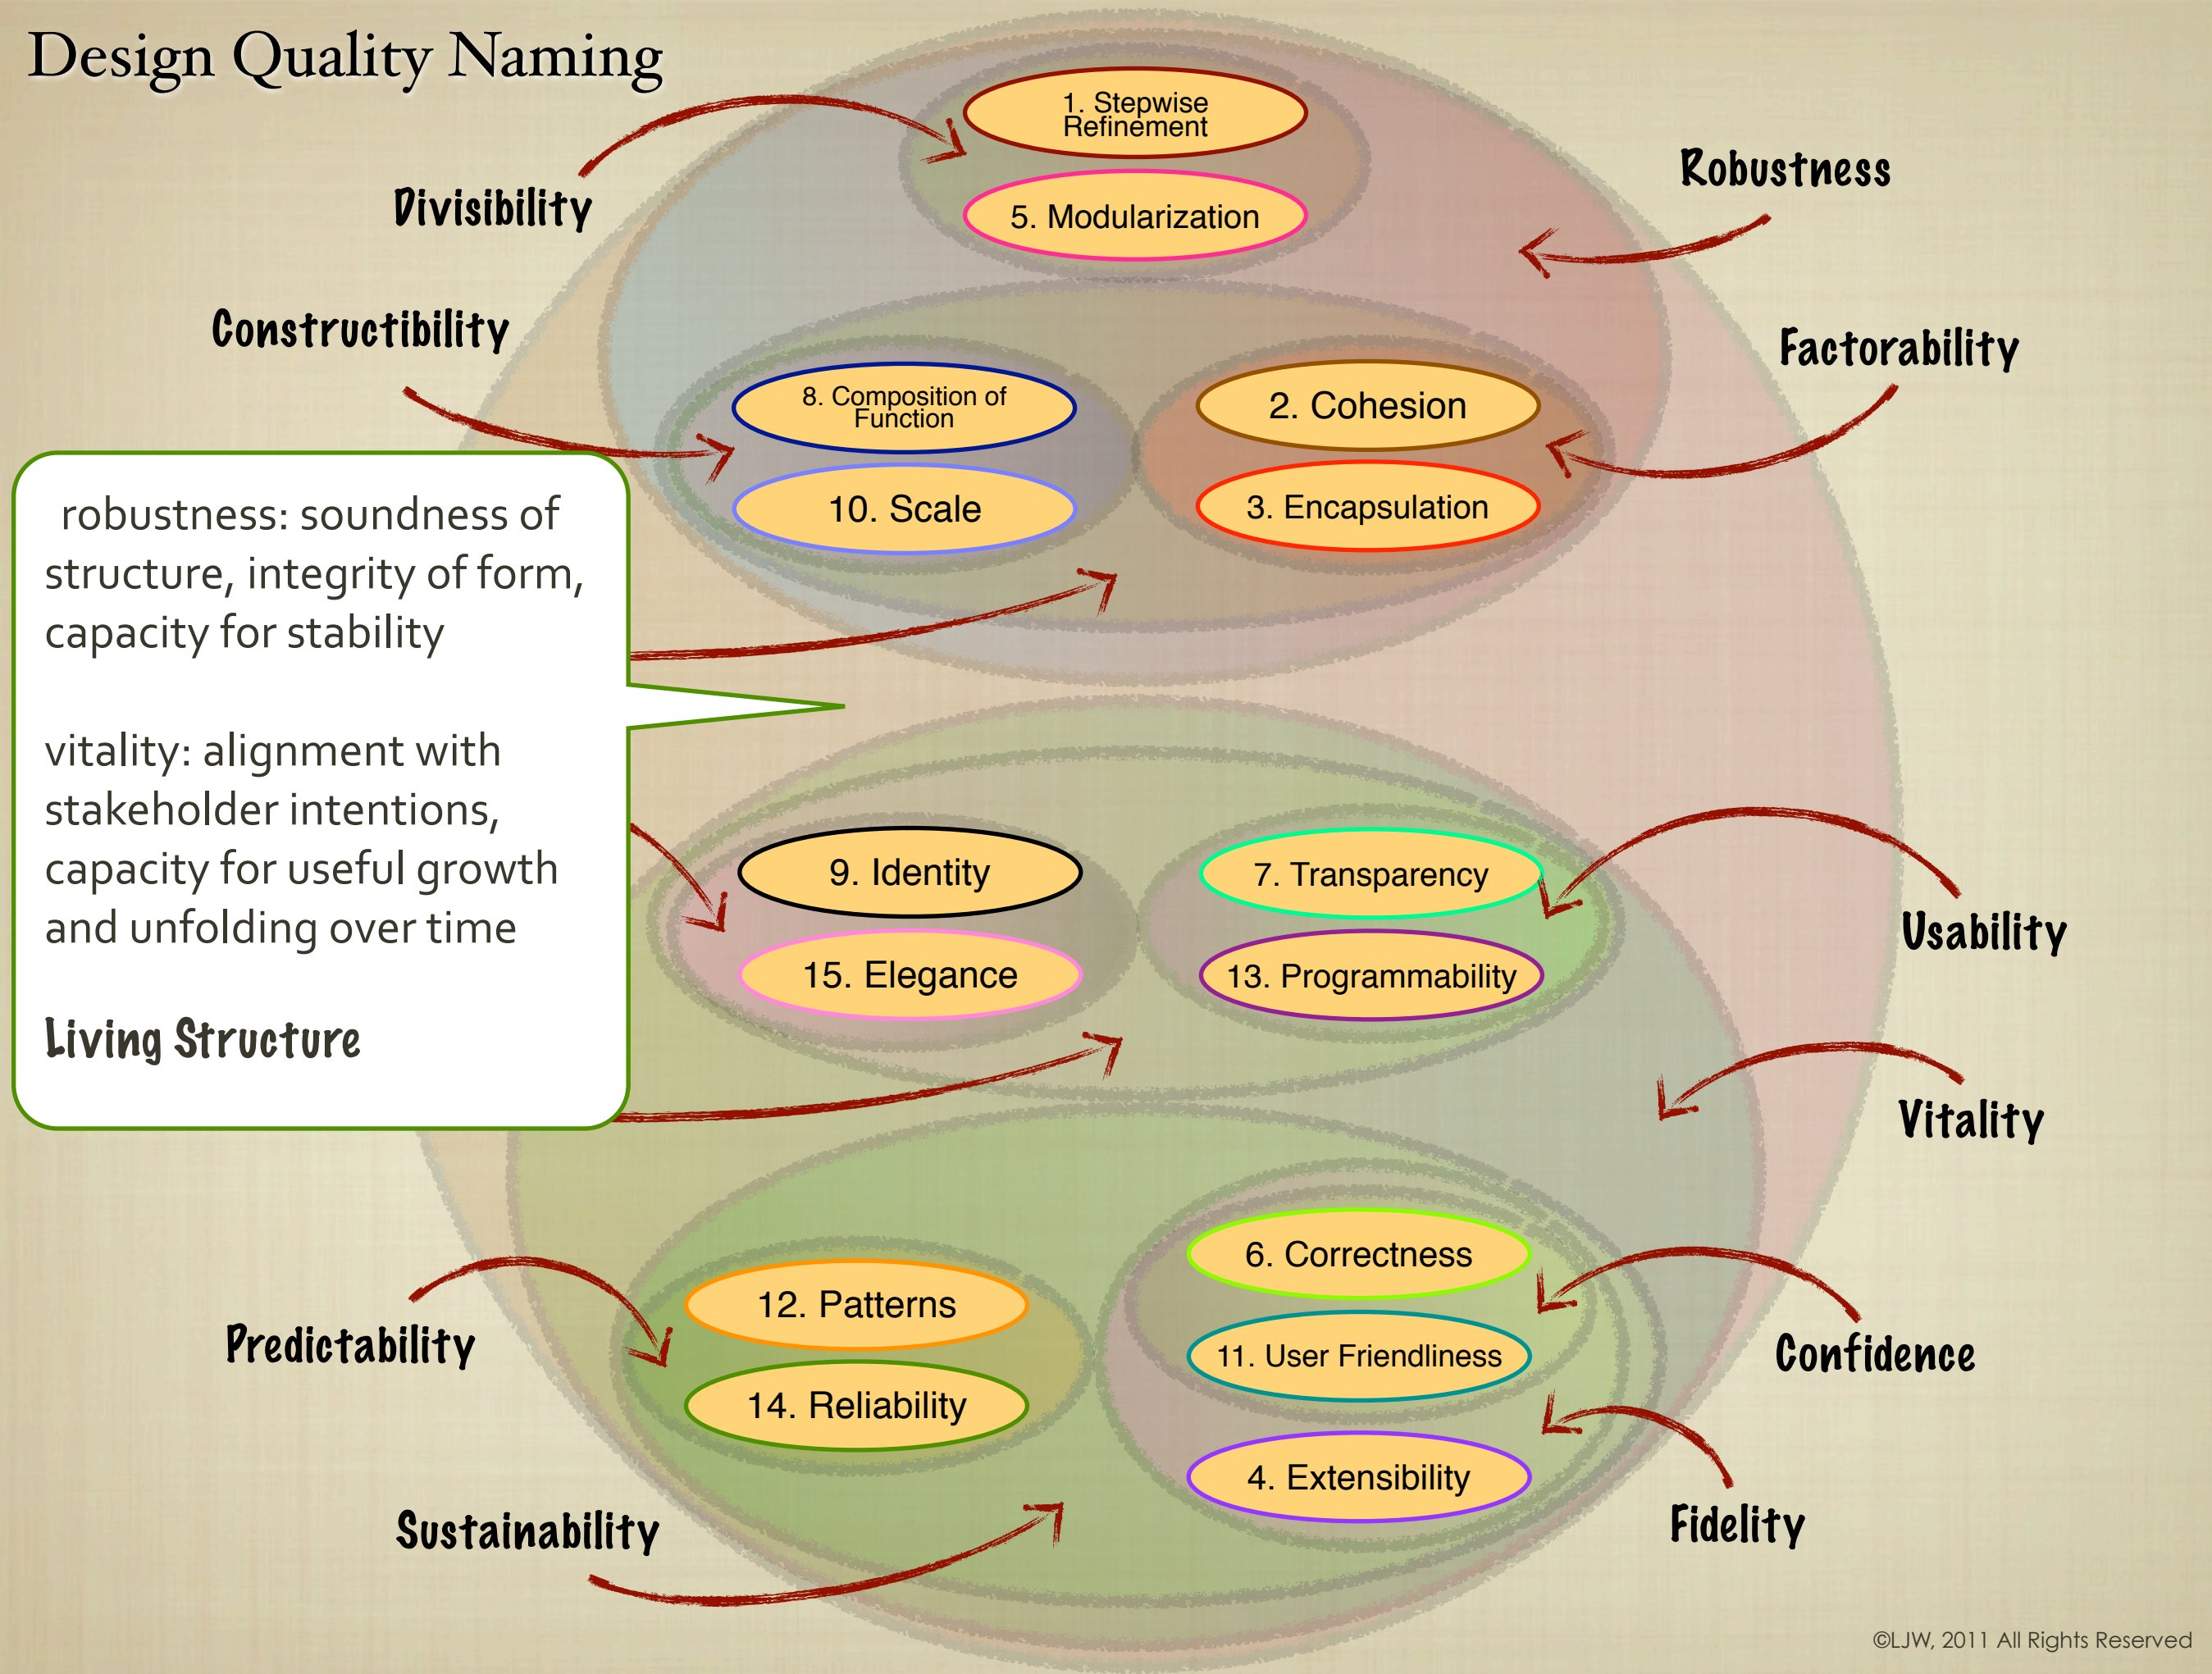 Design Quality Naming
1. Stepwise
Refinement
Divisibility
Robustness
5. Modularization
Constructibility
Factorability
8. Composition of
Function
2. Cohesion
10. Scale
3. Encapsulation
robustness: soundness of
structure, integrity of form,
capacity for stability
vitality: alignment with
stakeholder intentions,
capacity for useful growth
and unfolding over time
Living Structure
9. Identity
7. Transparency
15. Elegance
13. Programmability
Usability
Vitality
6. Correctness
12. Patterns
Predictability
11. User Friendliness
Confidence
14. Reliability
4. Extensibility
Sustainability
Fidelity
©LJW, 2011 All Rights Reserved